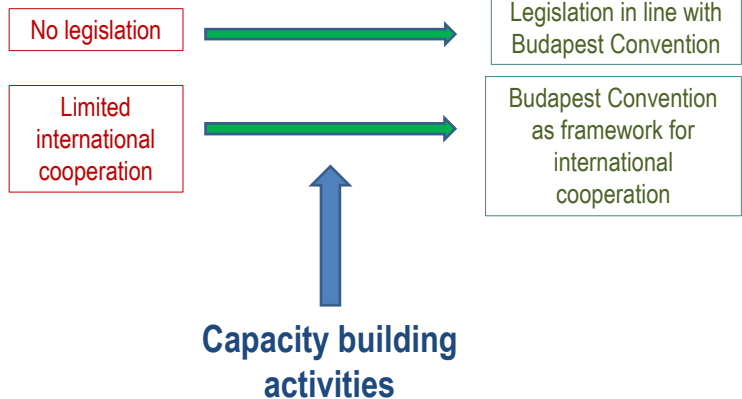 No legislation
Legislation in line with
Budapest Convention
Limited
international
cooperation
Budapest Convention
as framework for
international
cooperation
Capacity building
activities